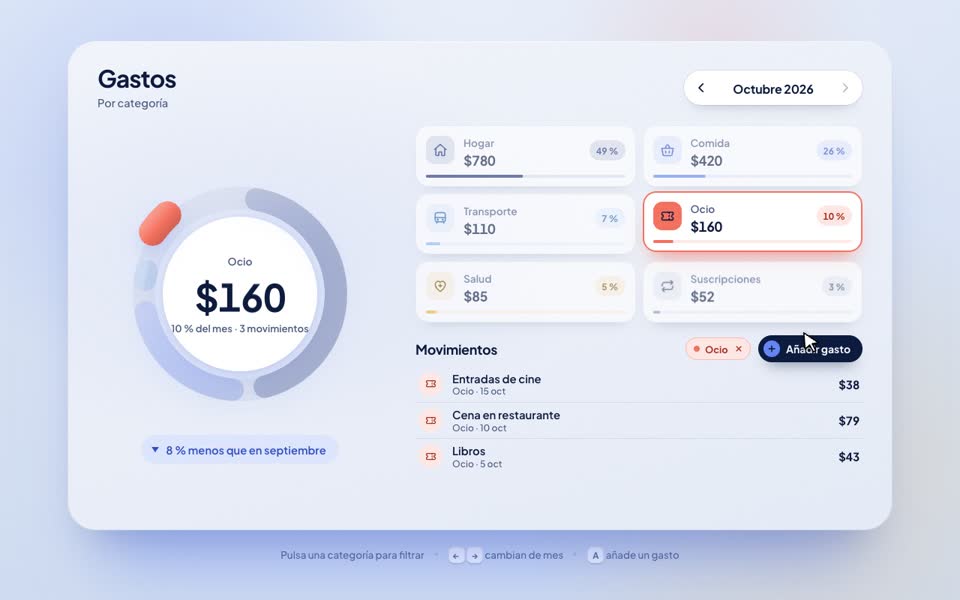 Gastos
Por categoría
Octubre 2026
Hogar
$780
49 %
Comida
$420
26 %
Transporte
$110
7 %
Ocio
$160
10 %
Salud
$85
5 %
Suscripciones
$52
3 %
Ocio
$160
10 % del mes · 3 movimientos
8 % menos que en septiembre
Movimientos
Ocio ×
+ Añadir gasto
Entradas de cine
Ocio · 15 oct
$38
Cena en restaurante
Ocio · 10 oct
$79
Libros
Ocio · 5 oct
$43
Pulsa una categoría para filtrar · ← → cambian de mes · A añade un gasto